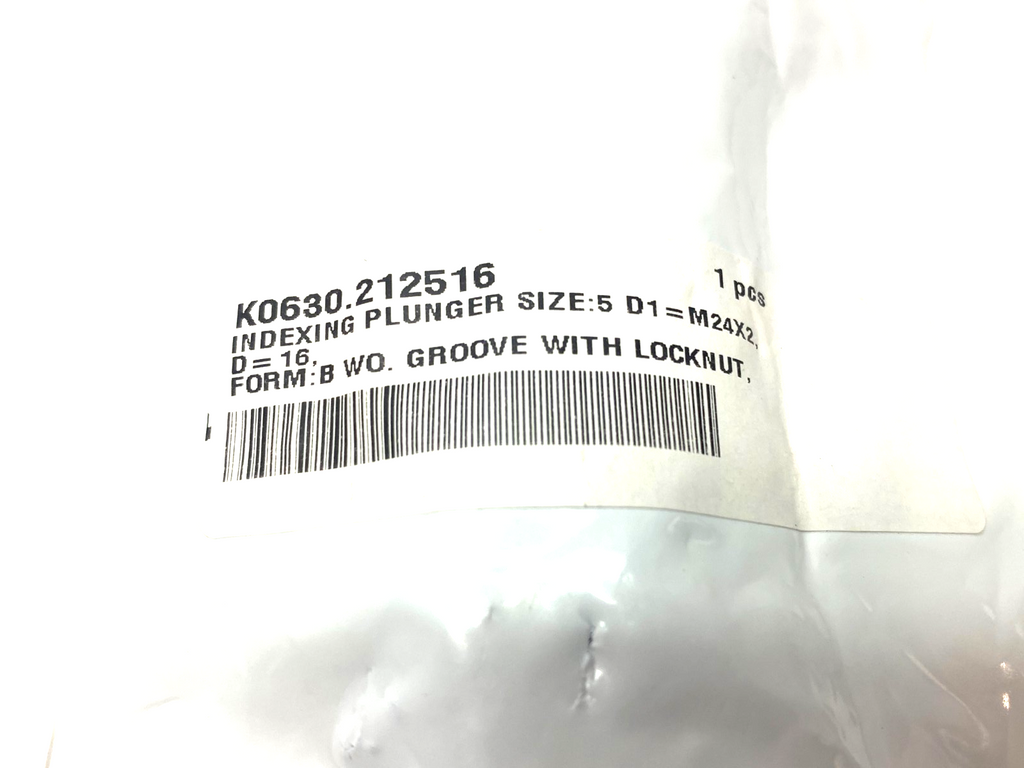 K0630.212516
1 pcs
INDEXING PLUNGER SIZE:5 D1=M24X2,
D=16,
FORM:B WO. GROOVE WITH LOCKNUT,